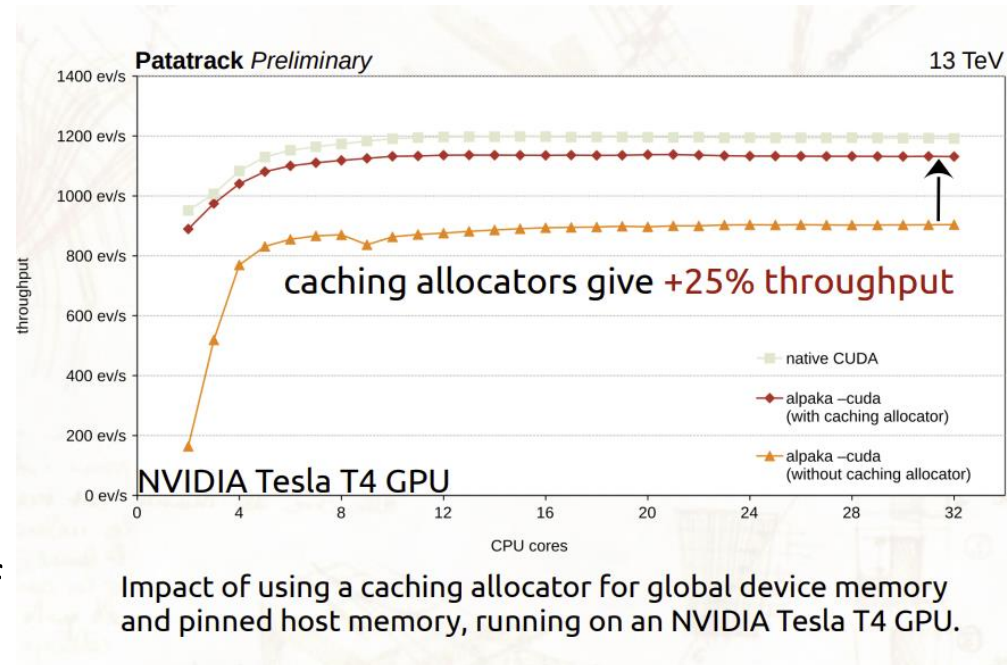 Patatrack Preliminary
13 TeV
1400 ev/s
1200 ev/s
1000 ev/s
800 ev/s
600 ev/s
400 ev/s
200 ev/s
0 ev/s
throughput
caching allocators give +25% throughput
native CUDA
alpaka –cuda
(with caching allocator)
alpaka –cuda
(without caching allocator)
NVIDIA Tesla T4 GPU
0 4 8 12 16 20 24 28 32
CPU cores
Impact of using a caching allocator for global device memory
and pinned host memory, running on an NVIDIA Tesla T4 GPU.